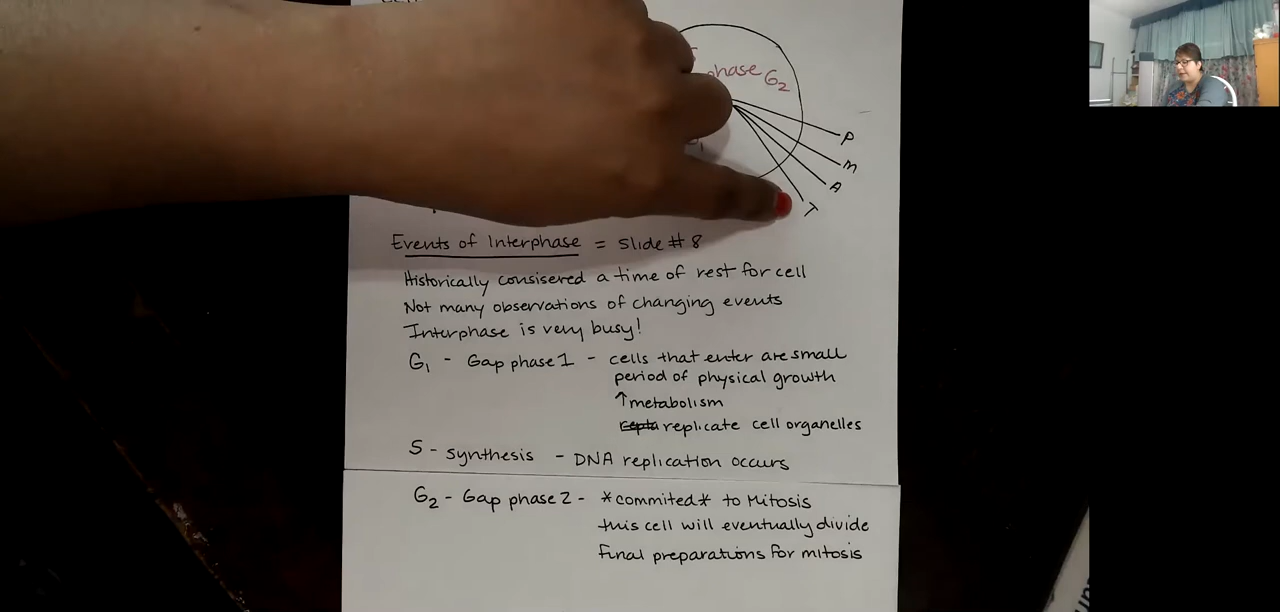 phase G2
P
M
A
T
Events of Interphase = Slide # 8
Historically consisered a time of rest for cell
Not many observations of changing events
Interphase is very busy!
G1 - Gap phase 1 - cells that enter are small
period of physical growth
↑ metabolism
replicate cell organelles
S - synthesis - DNA replication occurs
G2 - Gap phase 2 - *commited* to Mitosis
this cell will eventually divide
final preparations for mitosis